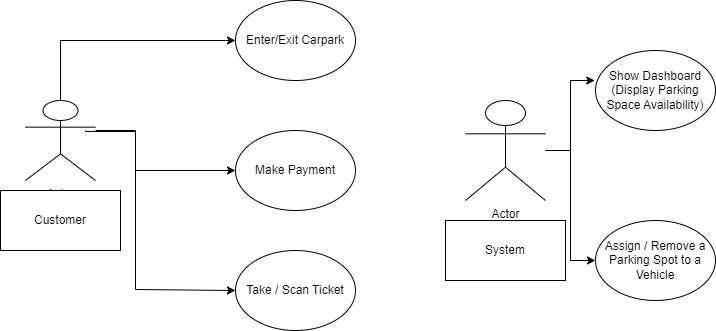 Enter/Exit Carpark
Customer
Make Payment
Take / Scan Ticket
Show Dashboard
(Display Parking
Space Availability)
Actor
System
Assign / Remove a
Parking Spot to a
Vehicle